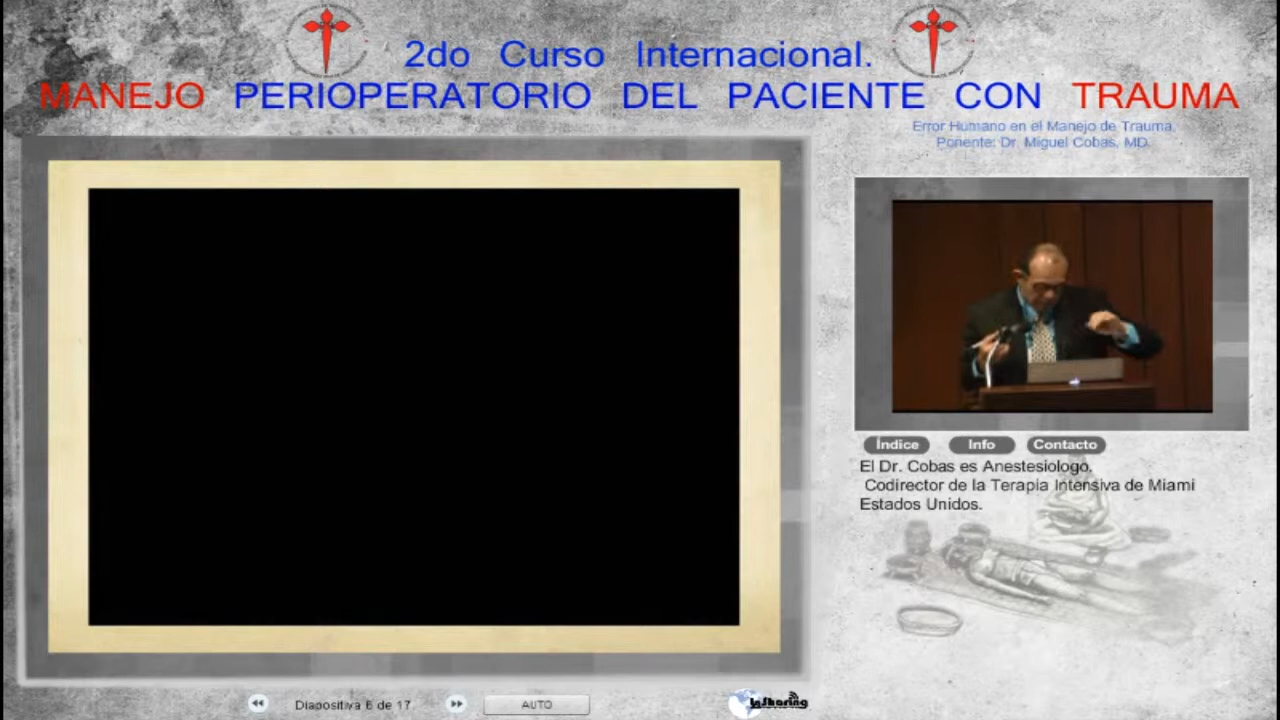 2do Curso Internacional.
MANEJO PERIOPERATORIO DEL PACIENTE CON TRAUMA
Error Humano en el Manejo de Trauma.
Ponente: Dr. Miguel Cobas, MD.
Índice Info Contacto
El Dr. Cobas es Anestesiologo.
Codirector de la Terapia Intensiva de Miami
Estados Unidos.
Diapositiva 6 de 17 AUTO